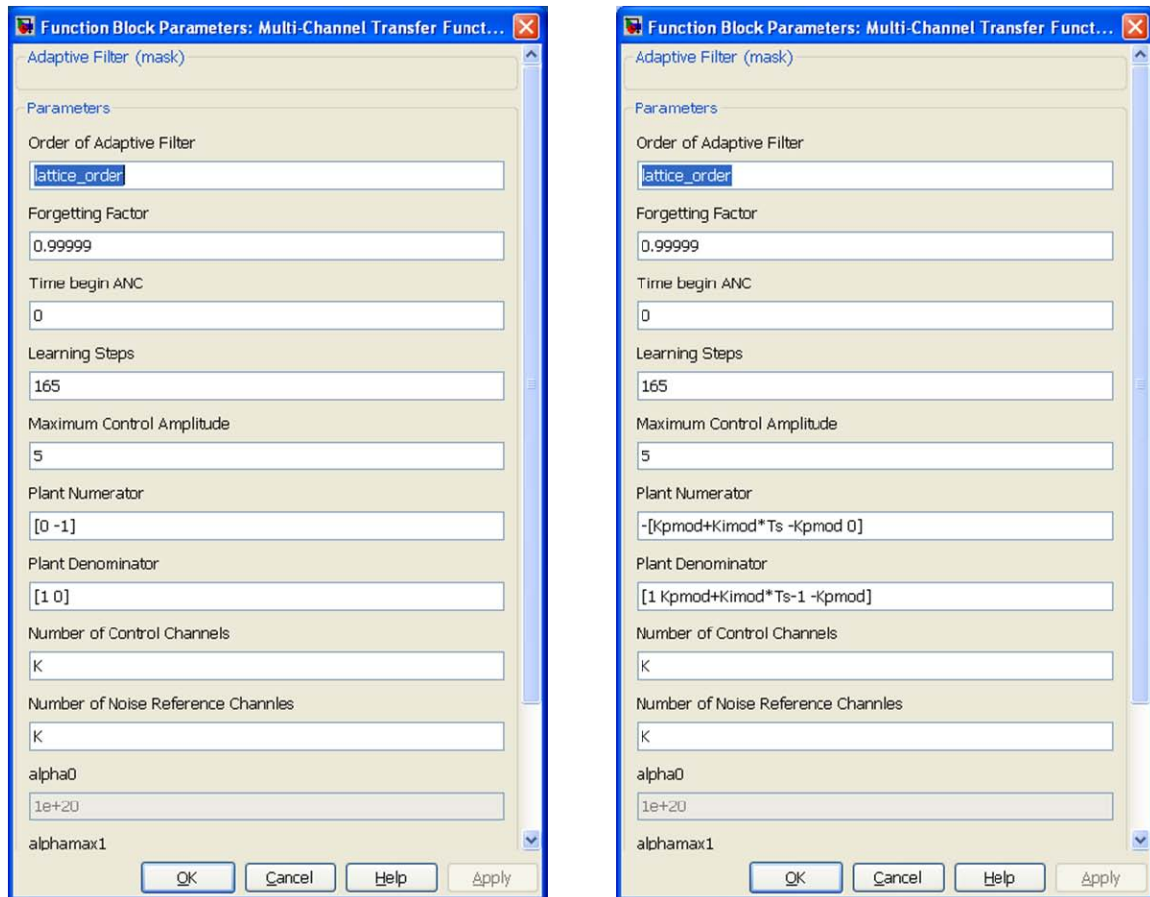 Function Block Parameters: Multi-Channel Transfer Funct...
Adaptive Filter (mask)
Parameters
Order of Adaptive Filter
lattice_order
Forgetting Factor
0.99999
Time begin ANC
0
Learning Steps
165
Maximum Control Amplitude
5
Plant Numerator
[0 -1]
Plant Denominator
[1 0]
Number of Control Channels
K
Number of Noise Reference Channles
K
alpha0
1e+20
alphamax1
OK Cancel Help Apply
Function Block Parameters: Multi-Channel Transfer Funct...
Adaptive Filter (mask)
Parameters
Order of Adaptive Filter
lattice_order
Forgetting Factor
0.99999
Time begin ANC
0
Learning Steps
165
Maximum Control Amplitude
5
Plant Numerator
-[Kpmod+Kimod*Ts -Kpmod 0]
Plant Denominator
[1 Kpmod+Kimod*Ts-1 -Kpmod]
Number of Control Channels
K
Number of Noise Reference Channles
K
alpha0
1e+20
alphamax1
OK Cancel Help Apply